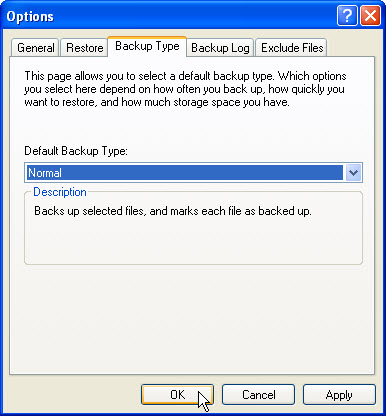 Options
General Restore Backup Type Backup Log Exclude Files
This page allows you to select a default backup type. Which options
you select here depend on how often you back up, how quickly you
want to restore, and how much storage space you have.
Default Backup Type:
Normal
Description
Backs up selected files, and marks each file as backed up.
OK Cancel Apply